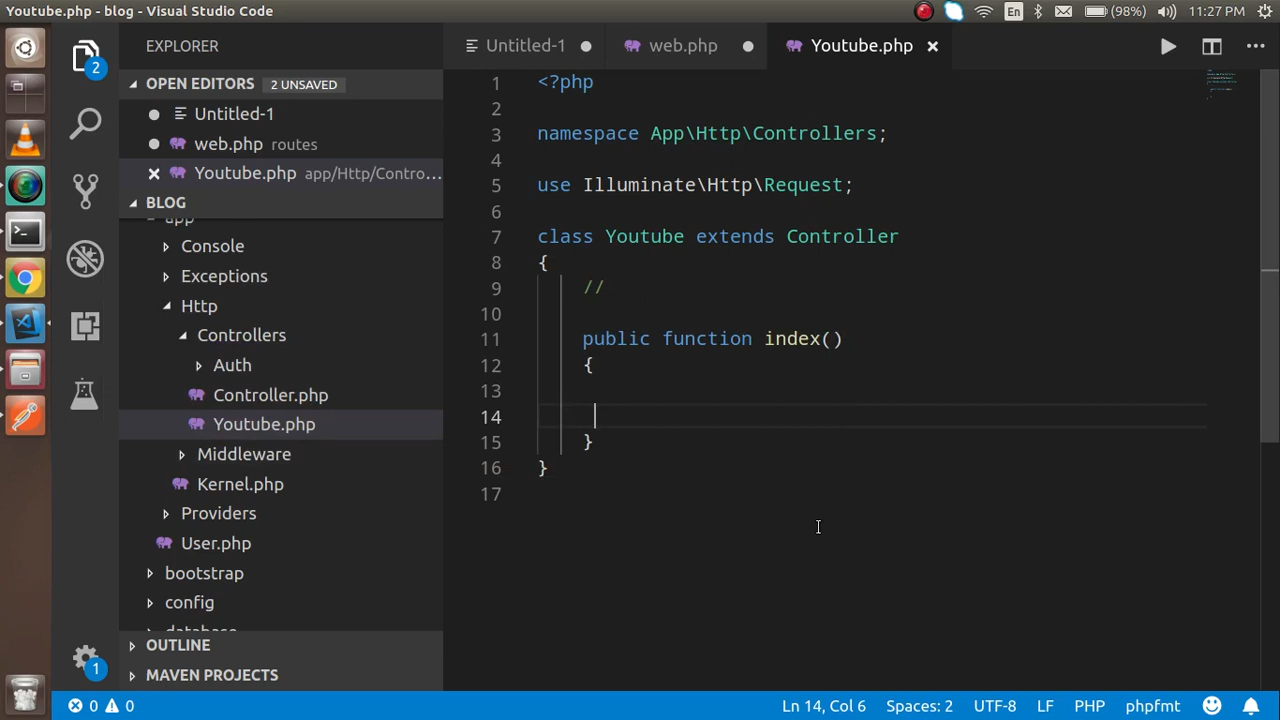 Youtube.php - blog - Visual Studio Code
En
(98%)
11:27 PM
EXPLORER
OPEN EDITORS 2 UNSAVED
Untitled-1
web.php routes
Youtube.php app/Http/Contro...
BLOG
app
Console
Exceptions
Http
Controllers
Auth
Controller.php
Youtube.php
Middleware
Kernel.php
Providers
User.php
bootstrap
config
database
OUTLINE
MAVEN PROJECTS
2
1
Untitled-1
web.php
Youtube.php
1 <?php
2
3 namespace App\Http\Controllers;
4
5 use Illuminate\Http\Request;
6
7 class Youtube extends Controller
8 {
9 //
10
11 public function index()
12 {
13
14
15 }
16 }
17
0 0
Ln 14, Col 6
Spaces: 2
UTF-8
LF
PHP
phpfmt